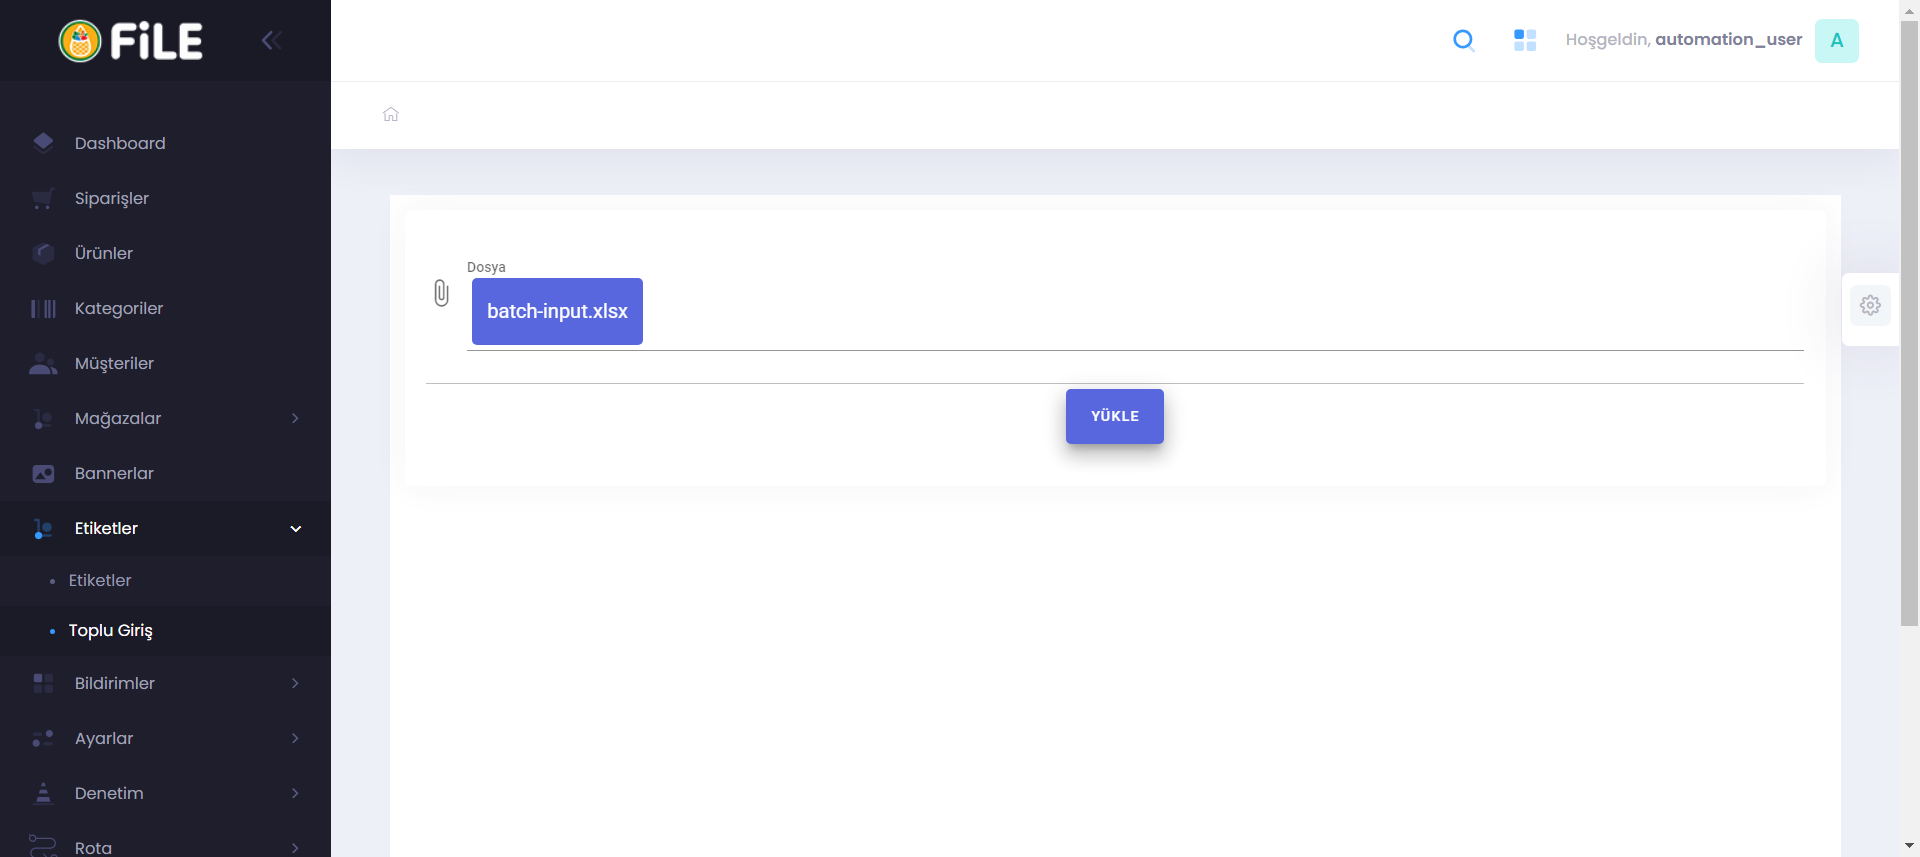 FiLE
Hoşgeldin, automation_user
A
Dashboard
Siparişler
Ürünler
Kategoriler
Müşteriler
Mağazalar
Bannerlar
Etiketler
Etiketler
Toplu Giriş
Bildirimler
Ayarlar
Denetim
Rota
Dosya
batch-input.xlsx
YÜKLE